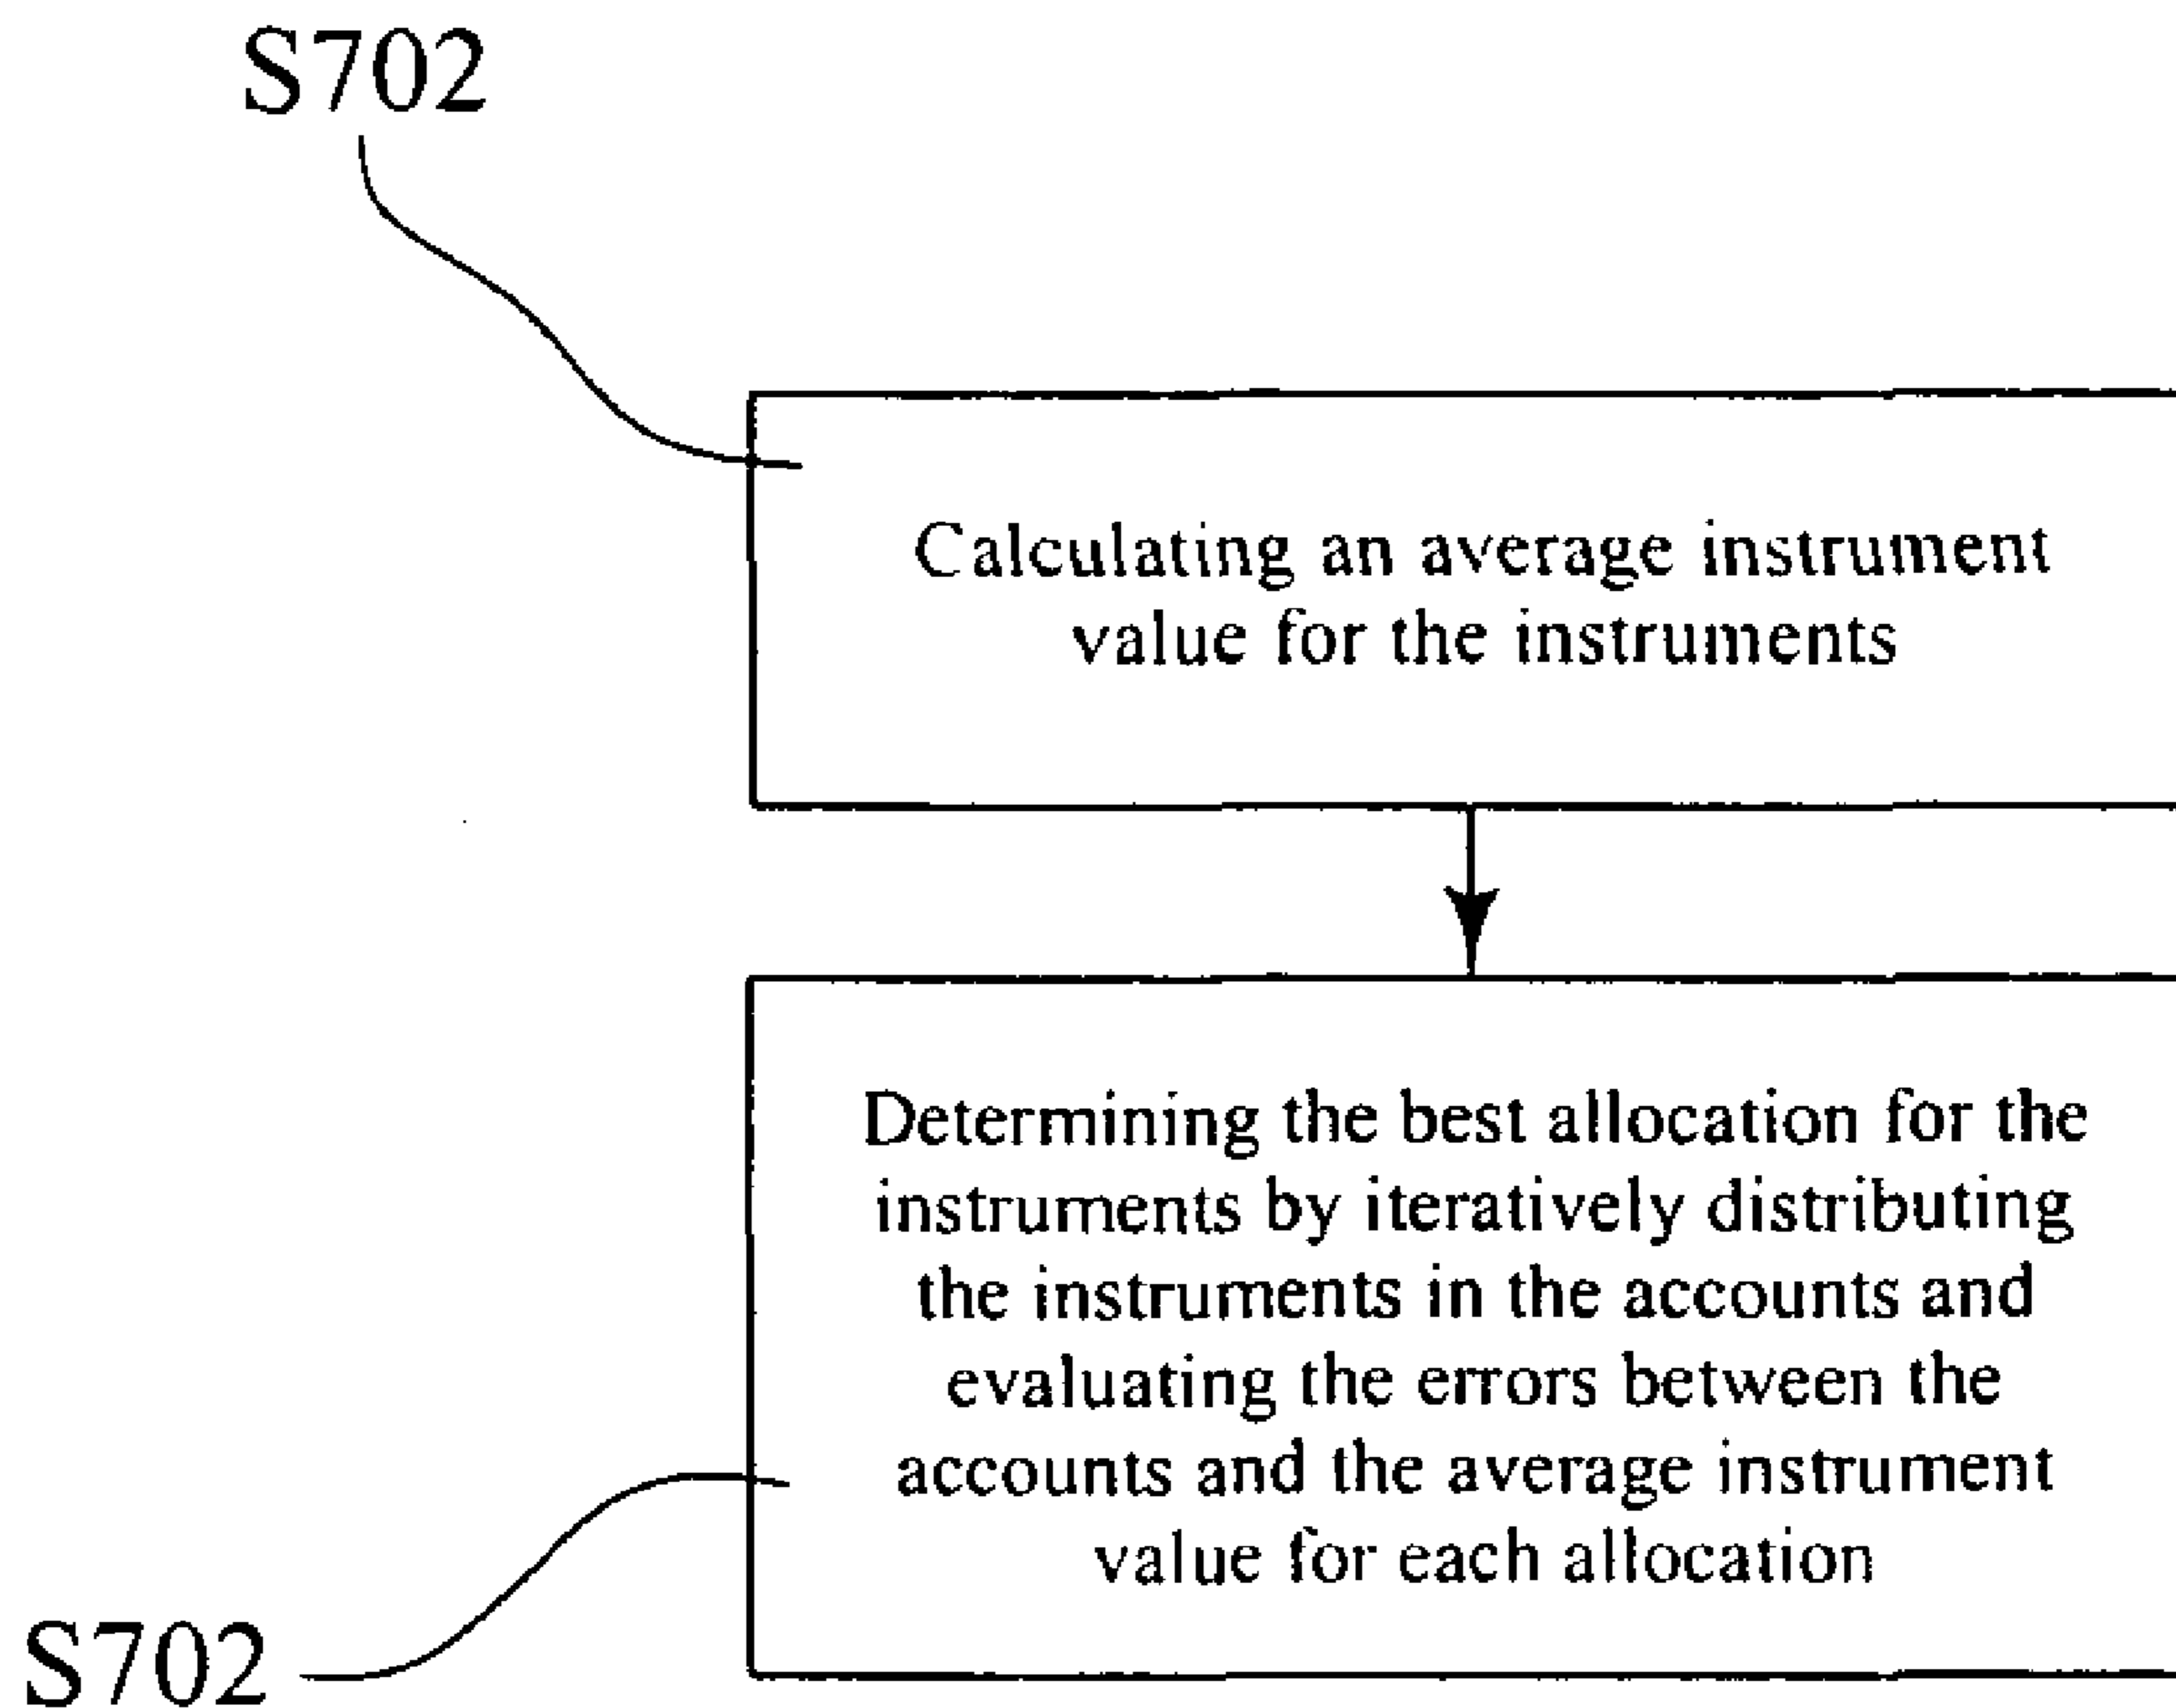 S702
Calculating an average instrument
value for the instruments
Determining the best allocation for the
instruments by iteratively distributing
the instruments in the accounts and
evaluating the errors between the
accounts and the average instrument
value for each allocation
S702